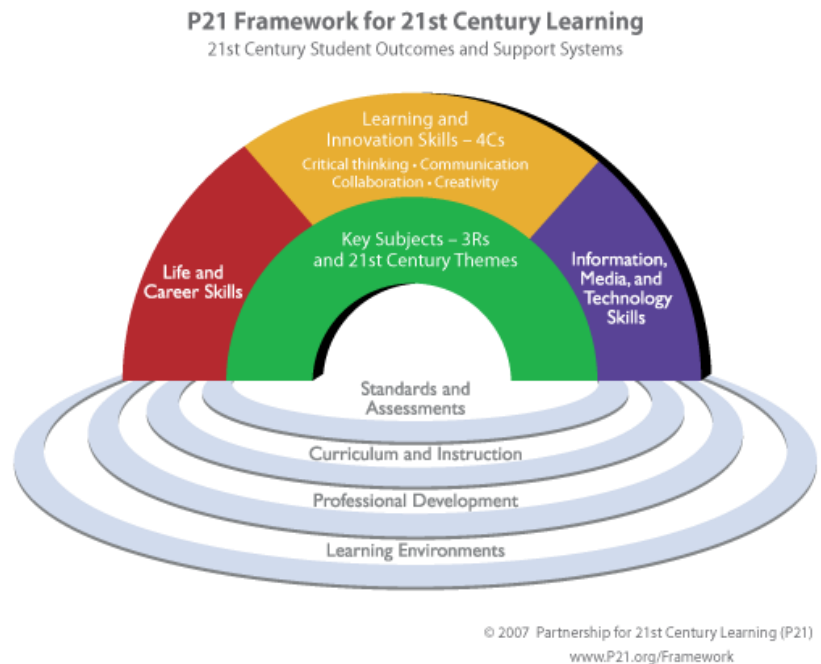 P21 Framework for 21st Century Learning
21st Century Student Outcomes and Support Systems
Learning and
Innovation Skills – 4Cs
Critical thinking • Communication
Collaboration • Creativity
Key Subjects – 3Rs
and 21st Century Themes
Life and
Career Skills
Information,
Media, and
Technology
Skills
Standards and
Assessments
Curriculum and Instruction
Professional Development
Learning Environments
© 2007 Partnership for 21st Century Learning (P21)
www.P21.org/Framework